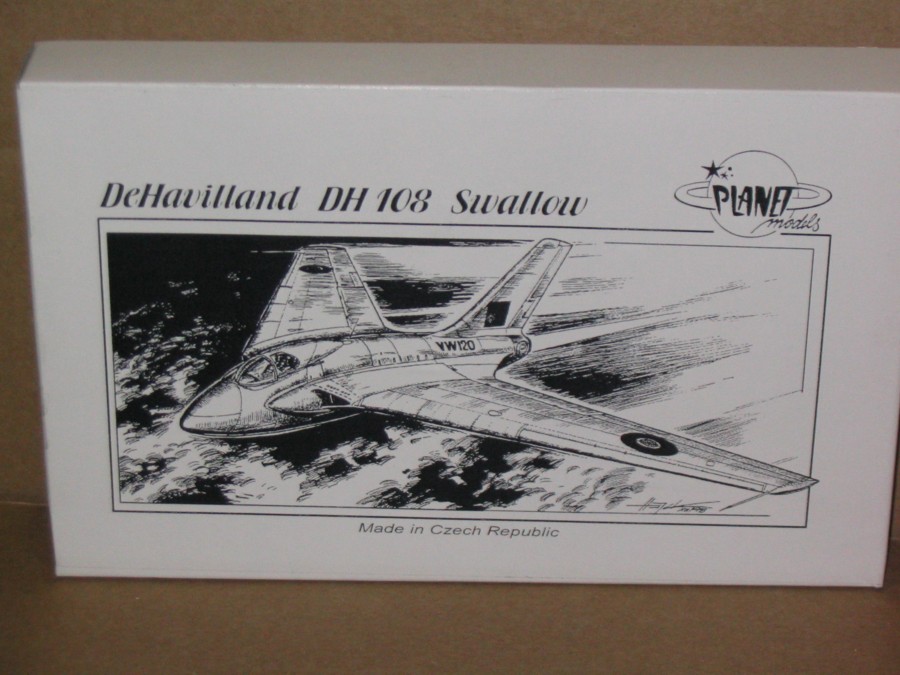 DeHavilland DH 108 Swallow
PLANET
models
VW120
Made in Czech Republic